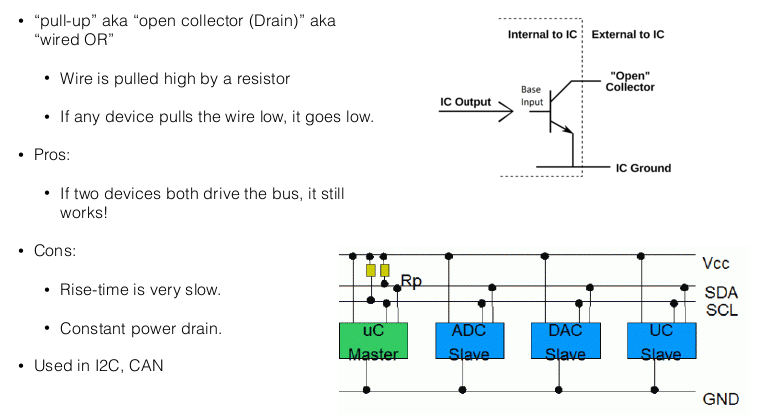 • “pull-up” aka “open collector (Drain)” aka
“wired OR”
• Wire is pulled high by a resistor
• If any device pulls the wire low, it goes low.
• Pros:
• If two devices both drive the bus, it still
works!
• Cons:
• Rise-time is very slow.
• Constant power drain.
• Used in I2C, CAN
Internal to IC
External to IC
"Open"
Collector
Base
Input
IC Output
IC Ground
Vcc
Rp
SDA
SCL
uC
Master
ADC
Slave
DAC
Slave
UC
Slave
GND